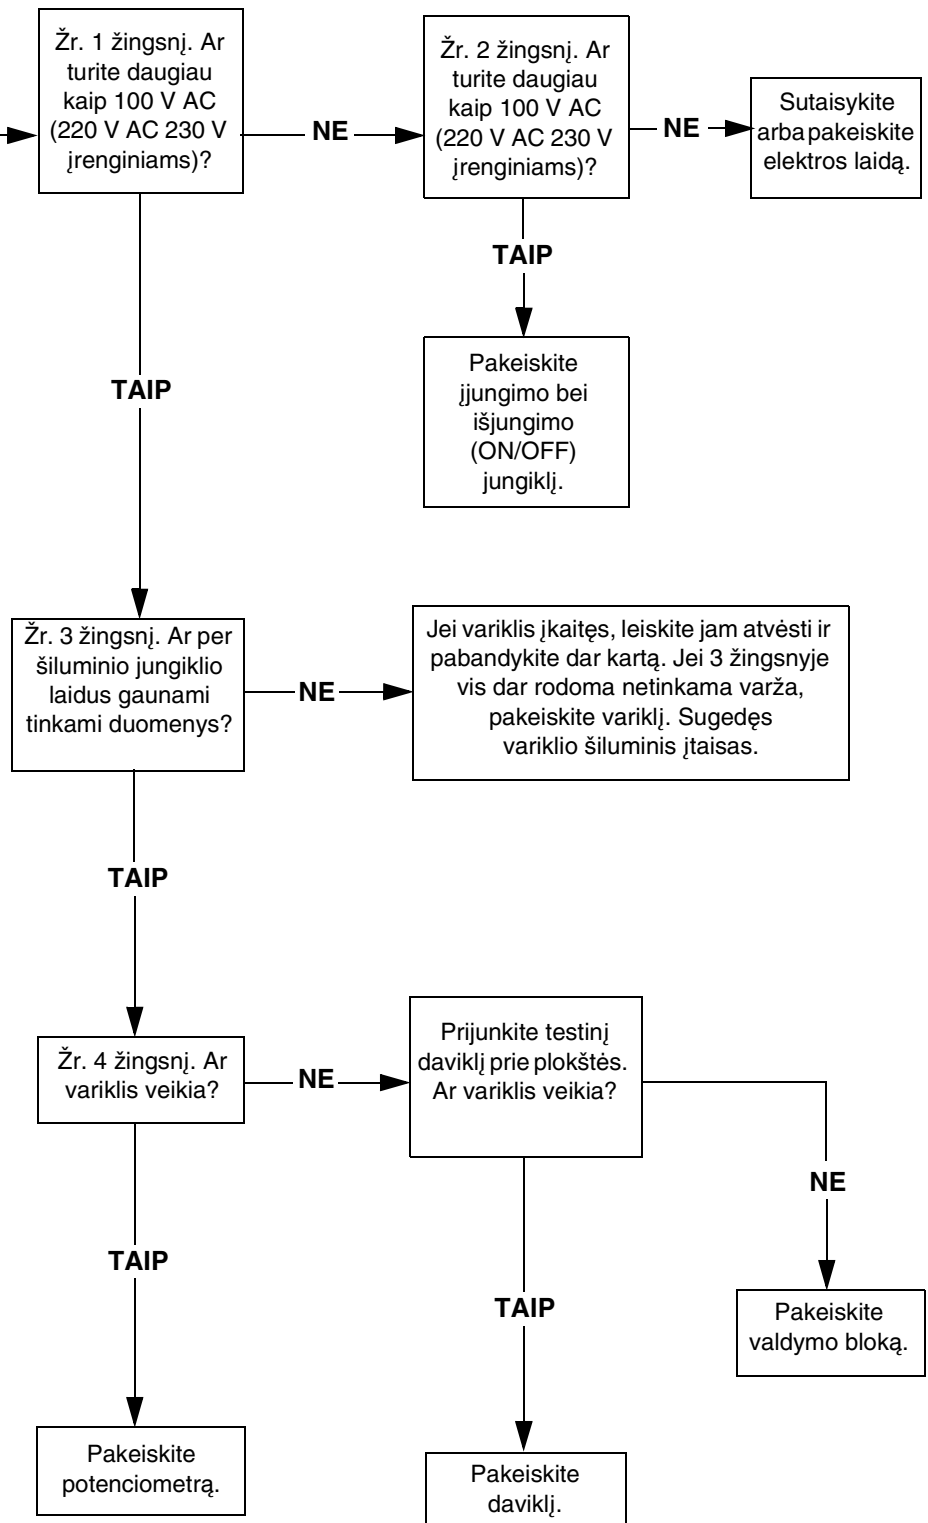 Žr. 1 žingsnį. Ar
turite daugiau
kaip 100 V AC
(220 V AC 230 V
įrenginiams)?
NE
Žr. 2 žingsnį. Ar
turite daugiau
kaip 100 V AC
(220 V AC 230 V
įrenginiams)?
NE
Sutaisykite
arba pakeiskite
elektros laidą.
TAIP
Pakeiskite
įjungimo bei
išjungimo
(ON/OFF)
jungiklį.
TAIP
Žr. 3 žingsnį. Ar per
šiluminio jungiklio
laidus gaunami
tinkami duomenys?
NE
Jei variklis įkaitęs, leiskite jam atvėsti ir
pabandykite dar kartą. Jei 3 žingsnyje
vis dar rodoma netinkama varža,
pakeiskite variklį. Sugedęs
variklio šiluminis įtaisas.
TAIP
Žr. 4 žingsnį. Ar
variklis veikia?
NE
Prijunkite testinį
daviklį prie plokštės.
Ar variklis veikia?
NE
Pakeiskite
valdymo bloką.
TAIP
Pakeiskite
daviklį.
TAIP
Pakeiskite
potenciometrą.